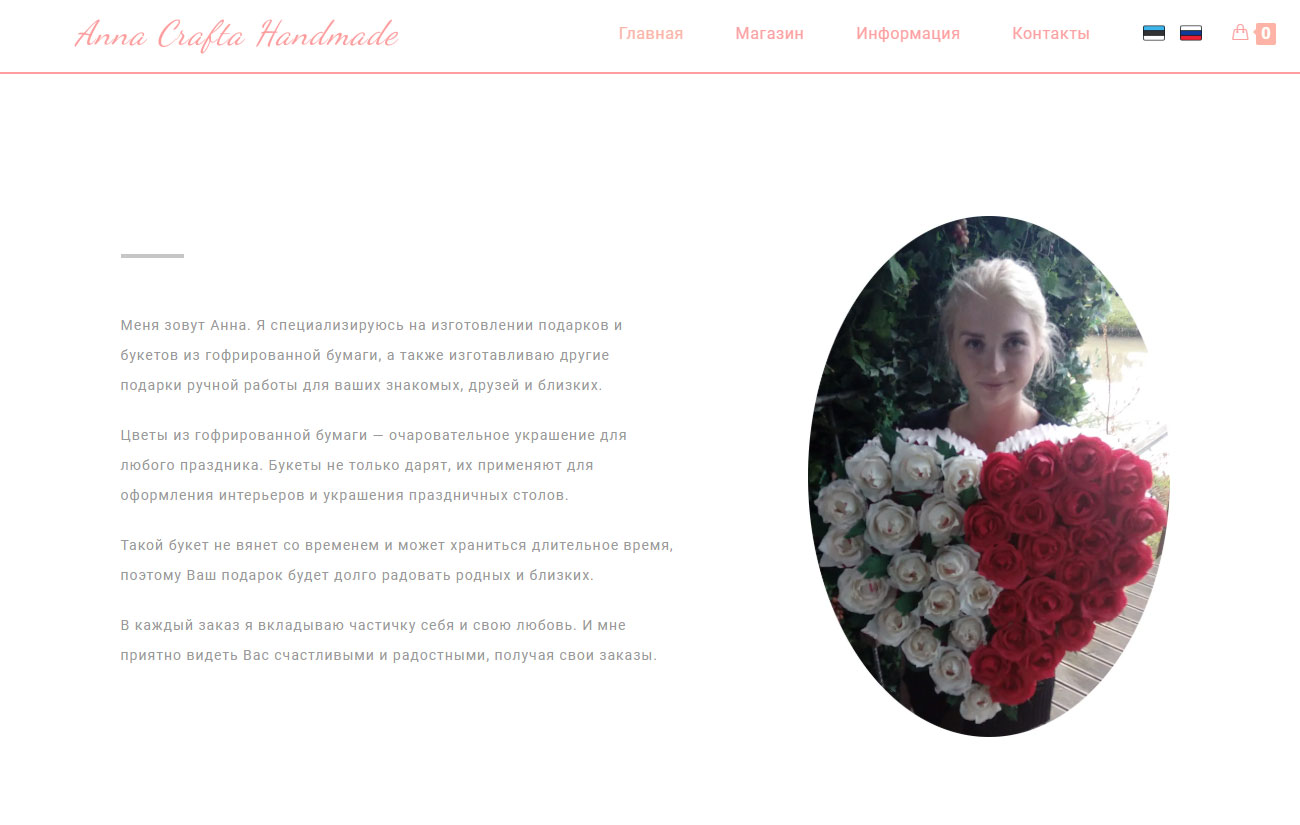 Anna Crafta Handmade
Главная Магазин Информация Контакты 0
Меня зовут Анна. Я специализируюсь на изготовлении подарков и
букетов из гофрированной бумаги, а также изготавливаю другие
подарки ручной работы для ваших знакомых, друзей и близких.
Цветы из гофрированной бумаги — очаровательное украшение для
любого праздника. Букеты не только дарят, их применяют для
оформления интерьеров и украшения праздничных столов.
Такой букет не вянет со временем и может храниться длительное время,
поэтому Ваш подарок будет долго радовать родных и близких.
В каждый заказ я вкладываю частичку себя и свою любовь. И мне
приятно видеть Вас счастливыми и радостными, получая свои заказы.